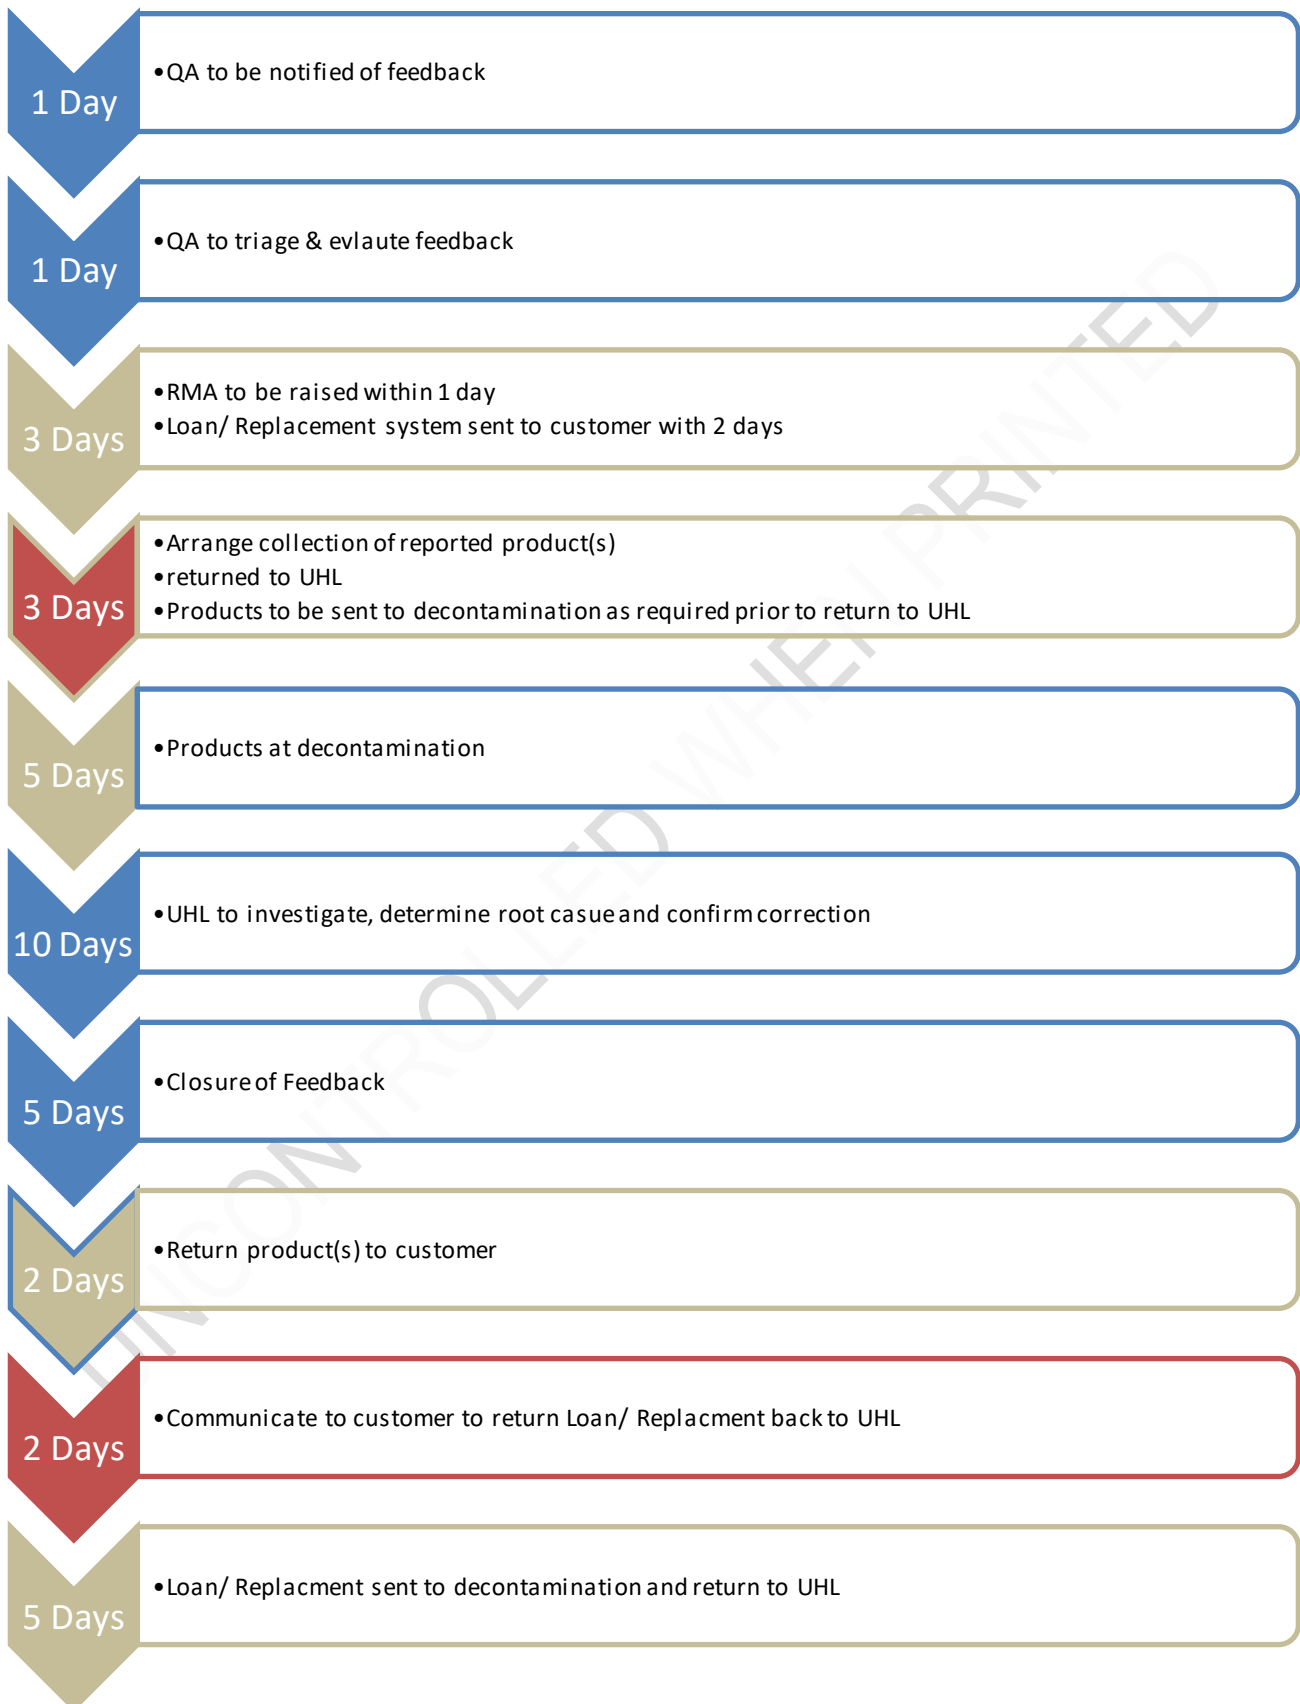 1 Day
•QA to be notified of feedback
1 Day
•QA to triage & evlaute feedback
3 Days
•RMA to be raised within 1 day
•Loan/ Replacement system sent to customer with 2 days
3 Days
•Arrange collection of reported product(s)
•returned to UHL
•Products to be sent to decontamination as required prior to return to UHL
5 Days
•Products at decontamination
10 Days
•UHL to investigate, determine root casue and confirm correction
5 Days
•Closure of Feedback
2 Days
•Return product(s) to customer
2 Days
•Communicate to customer to return Loan/ Replacment back to UHL
5 Days
•Loan/ Replacment sent to decontamination and return to UHL
UNCONTROLLED WHEN PRINTED